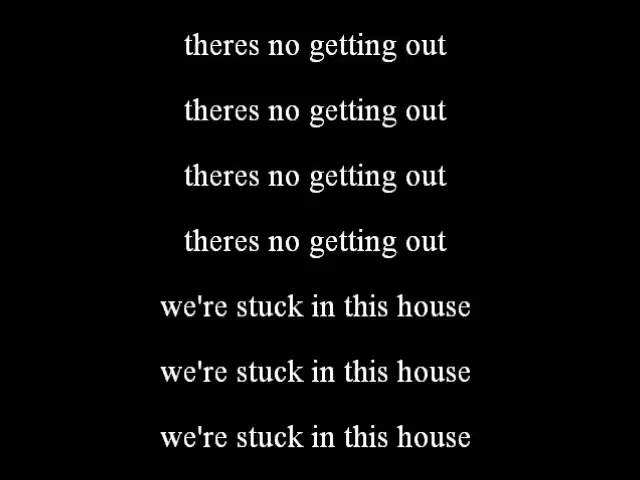 theres no getting out
theres no getting out
theres no getting out
theres no getting out
we're stuck in this house
we're stuck in this house
we're stuck in this house